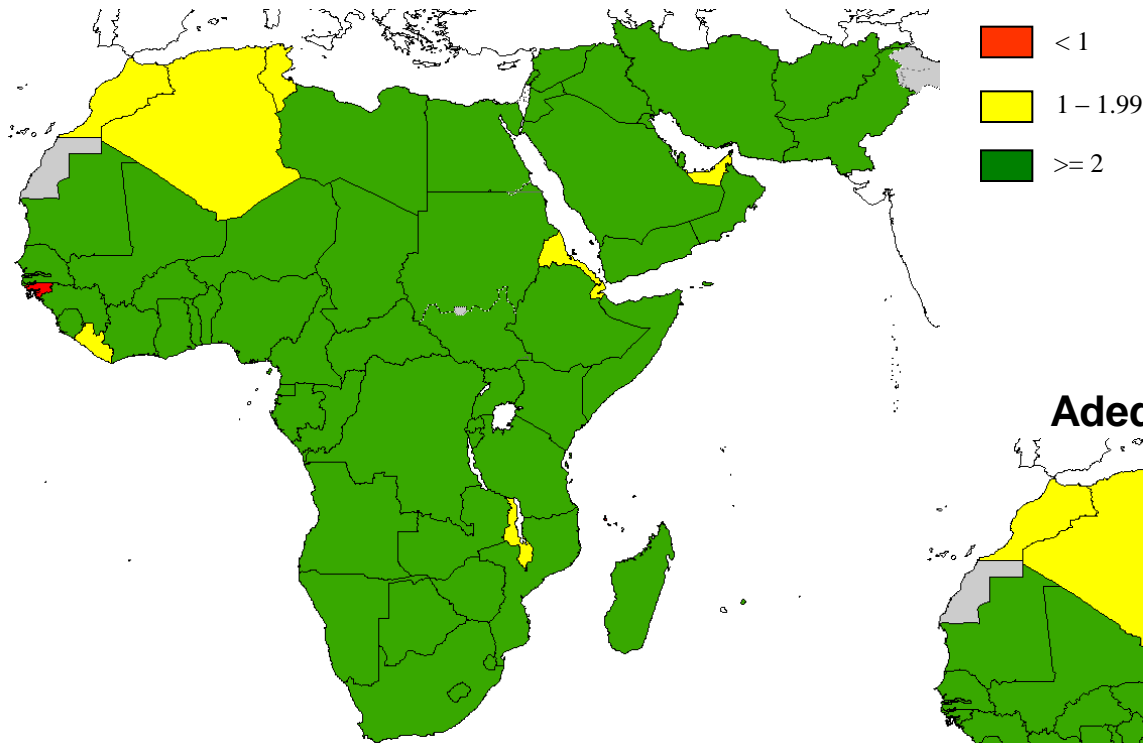 < 1
1 – 1.99
>= 2